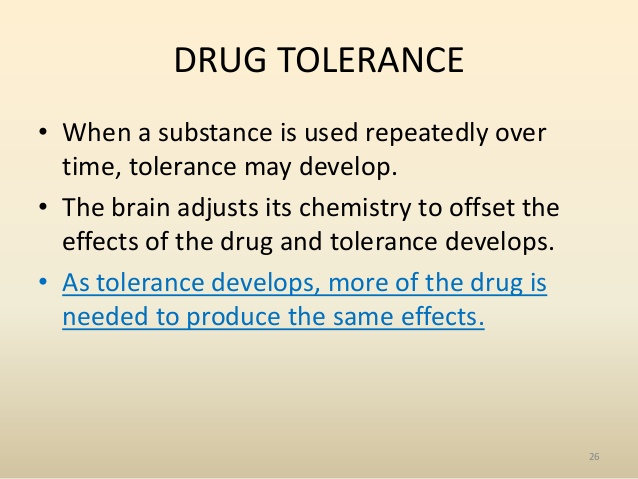 DRUG TOLERANCE
• When a substance is used repeatedly over
time, tolerance may develop.
• The brain adjusts its chemistry to offset the
effects of the drug and tolerance develops.
• As tolerance develops, more of the drug is
needed to produce the same effects.
26